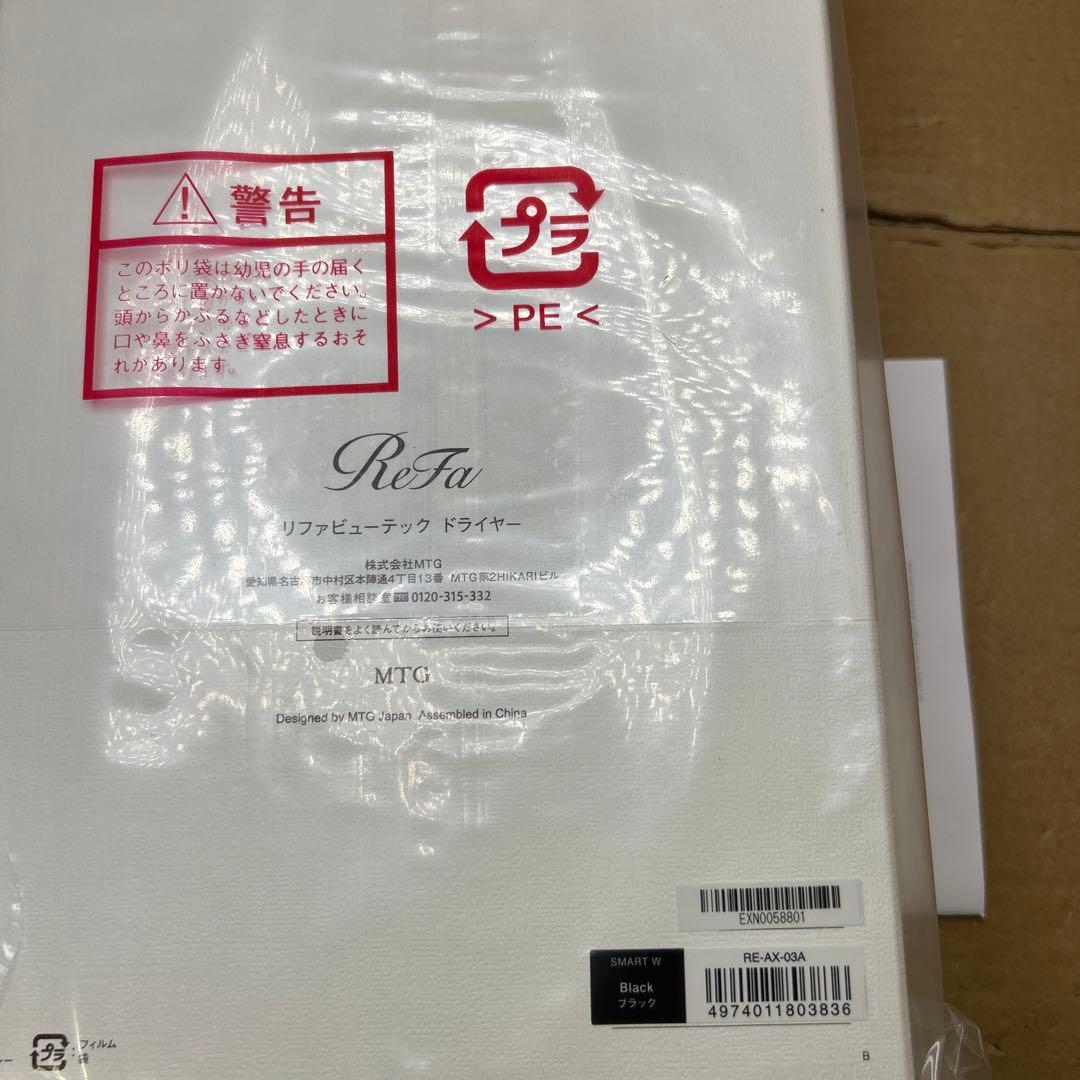 警告
このポリ袋は幼児の手の届く
ところに置かないでください。
頭からかぶるなどしたときに
口や鼻をふさぎ窒息するおそ
れがあります。
プラ
> PE <
ReFa
リファビューテック ドライヤー
株式会社MTG
愛知県名古 市中村区本陣通4丁目13番 MTG第2HIKARIビル
お客様相談室 0120-315-332
説明書をよく読んでからお使いください。
MTG
Designed by MTG Japan Assembled in China
EXN0058801
SMART W
Black
ブラック
RE-AX-03A
4974011803836
プラ
フィルム
袋
B